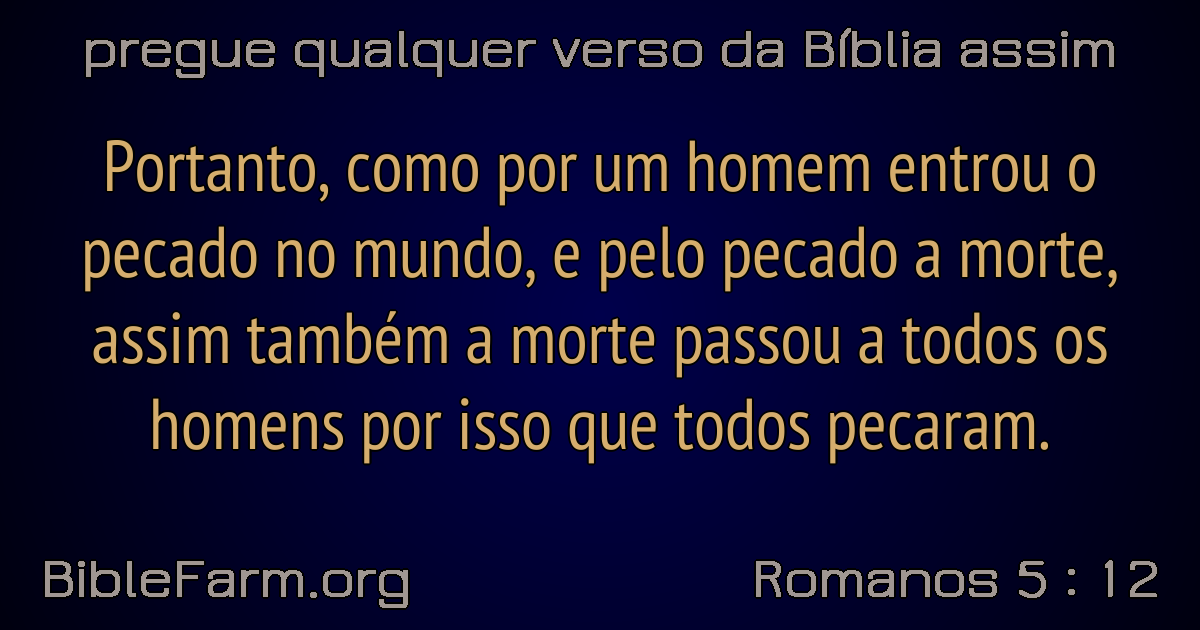 pregue qualquer verso da Bíblia assim
Portanto, como por um homem entrou o
pecado no mundo, e pelo pecado a morte,
assim também a morte passou a todos os
homens por isso que todos pecaram.
BibleFarm.org
Romanos 5 : 12